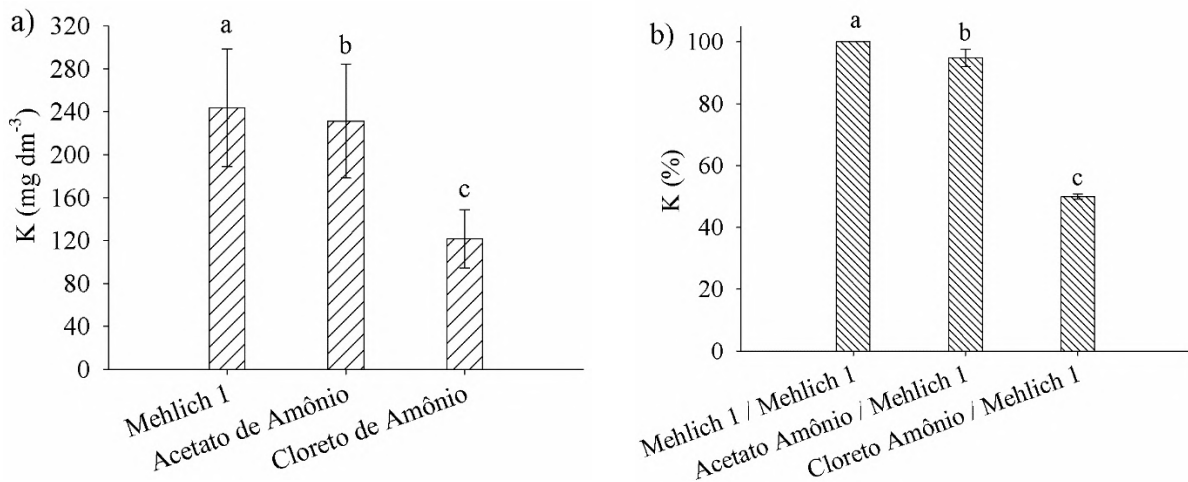 a)
K (mg dm-3)
320
280
240
200
160
120
80
40
0
a
b
c
Mehlich 1
Acetato de Amônio
Cloreto de Amônio
b)
K (%)
100
80
60
40
20
0
a
b
c
Mehlich 1 / Mehlich 1
Acetato Amônio / Mehlich 1
Cloreto Amônio / Mehlich 1